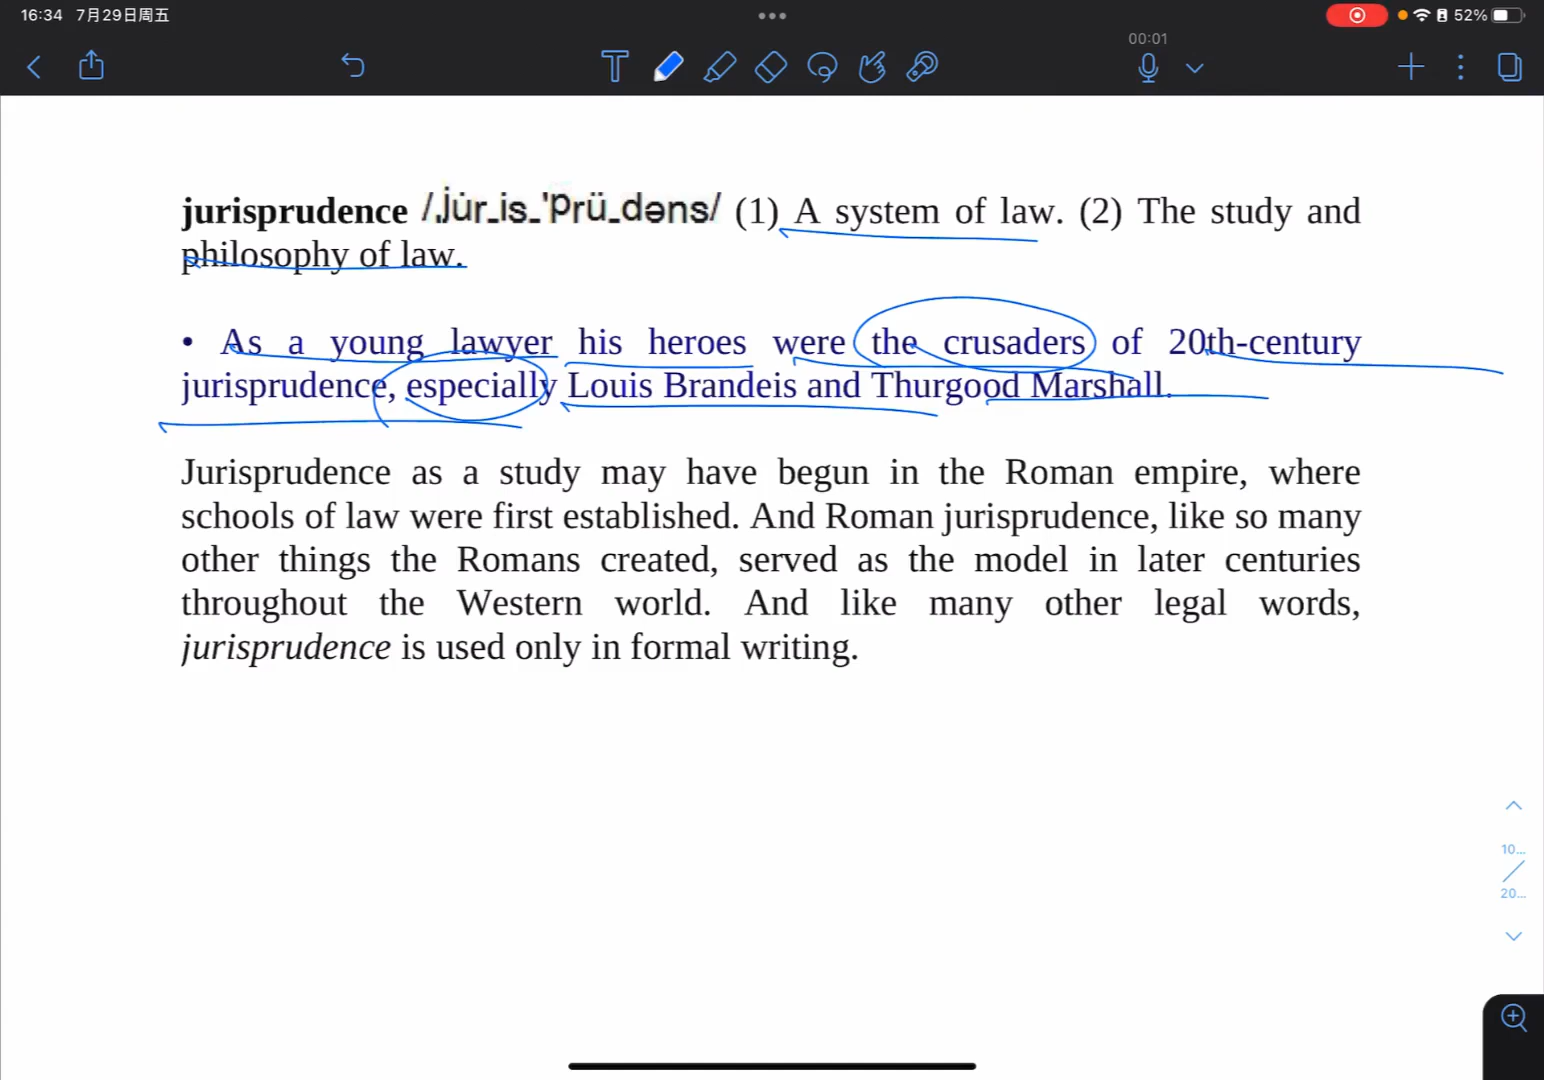 16:34 7月29日周五
52%
00:01
jurisprudence /ˌju̇r-is-ˈprü-dəns/ (1) A system of law. (2) The study and
philosophy of law.
• As a young lawyer his heroes were the crusaders of 20th-century
jurisprudence, especially Louis Brandeis and Thurgood Marshall.
Jurisprudence as a study may have begun in the Roman empire, where
schools of law were first established. And Roman jurisprudence, like so many
other things the Romans created, served as the model in later centuries
throughout the Western world. And like many other legal words,
jurisprudence is used only in formal writing.
10...
20...